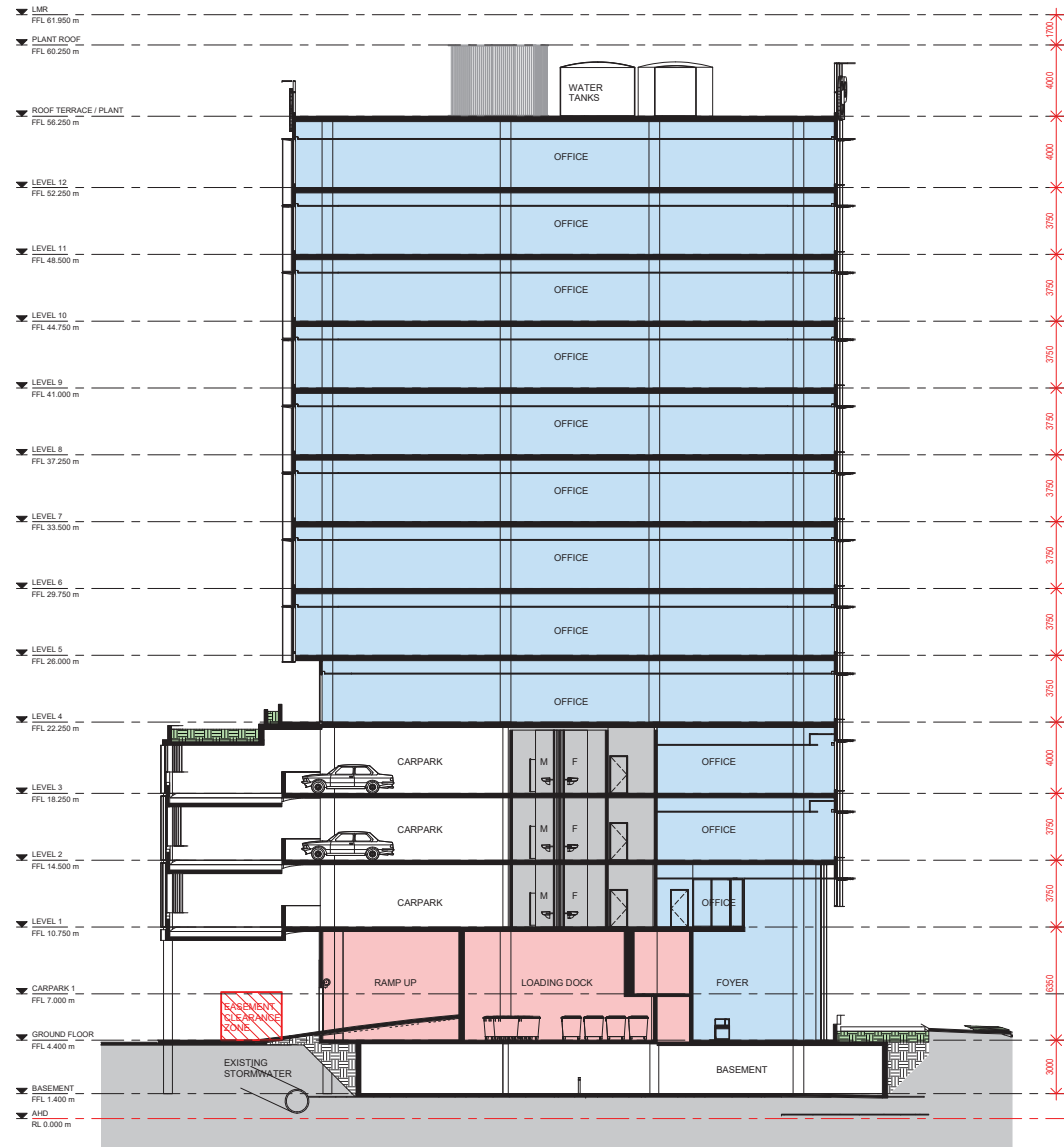 LMR
FFL 61.950 m
1700
PLANT ROOF
FFL 60.250 m
4000
WATER
TANKS
ROOF TERRACE / PLANT
FFL 56.250 m
OFFICE
4000
LEVEL 12
FFL 52.250 m
OFFICE
3750
LEVEL 11
FFL 48.500 m
OFFICE
3750
LEVEL 10
FFL 44.750 m
OFFICE
3750
LEVEL 9
FFL 41.000 m
OFFICE
3750
LEVEL 8
FFL 37.250 m
OFFICE
3750
LEVEL 7
FFL 33.500 m
OFFICE
3750
LEVEL 6
FFL 29.750 m
OFFICE
3750
LEVEL 5
FFL 26.000 m
OFFICE
3750
LEVEL 4
FFL 22.250 m
CARPARK
M F
OFFICE
4000
LEVEL 3
FFL 18.250 m
CARPARK
M F
OFFICE
3750
LEVEL 2
FFL 14.500 m
CARPARK
M F
OFFICE
3750
LEVEL 1
FFL 10.750 m
RAMP UP
LOADING DOCK
FOYER
6350
CARPARK 1
FFL 7.000 m
EASEMENT
CLEARANCE
ZONE
GROUND FLOOR
FFL 4.400 m
EXISTING
STORMWATER
BASEMENT
3000
BASEMENT
FFL 1.400 m
AHD
RL 0.000 m